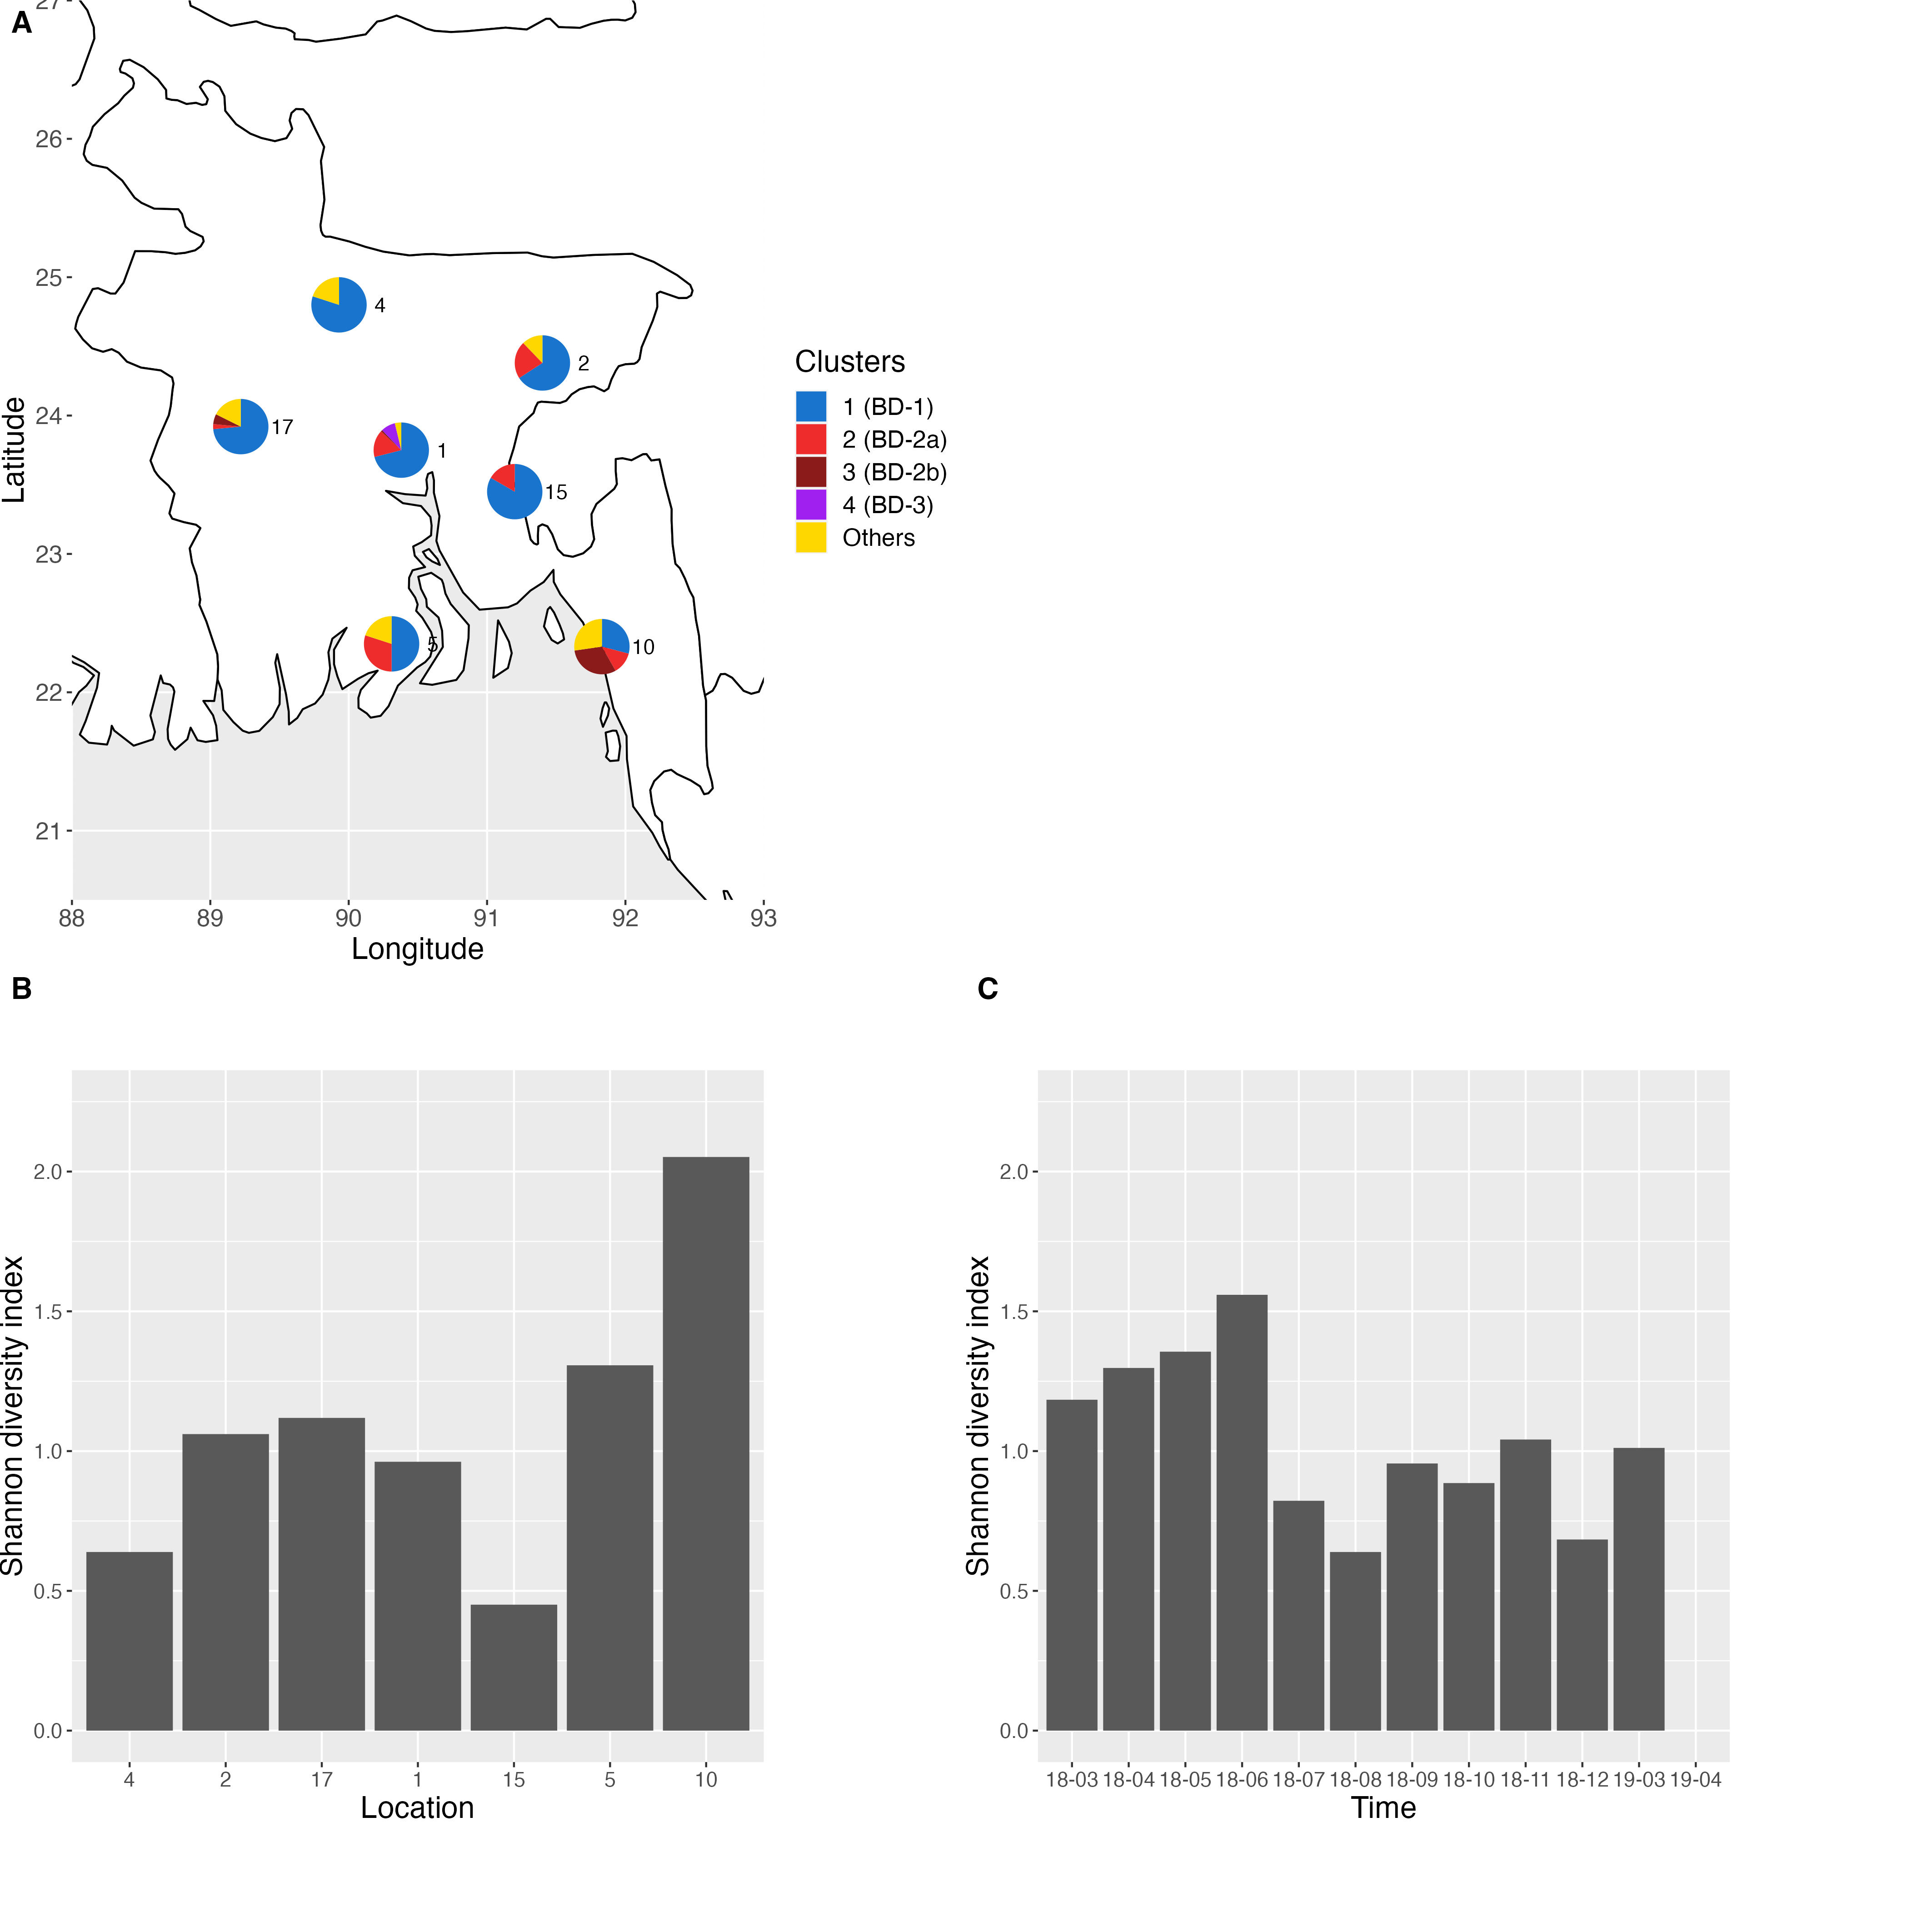 A
27
26
25
24
23
22
21
Latitude
4
2
17
1
15
5
10
88 89 90 91 92 93
Longitude
Clusters
1 (BD-1)
2 (BD-2a)
3 (BD-2b)
4 (BD-3)
Others
B
Shannon diversity index
2.0
1.5
1.0
0.5
0.0
4 2 17 1 15 5 10
Location
C
Shannon diversity index
2.0
1.5
1.0
0.5
0.0
18-03 18-04 18-05 18-06 18-07 18-08 18-09 18-10 18-11 18-12 19-03 19-04
Time